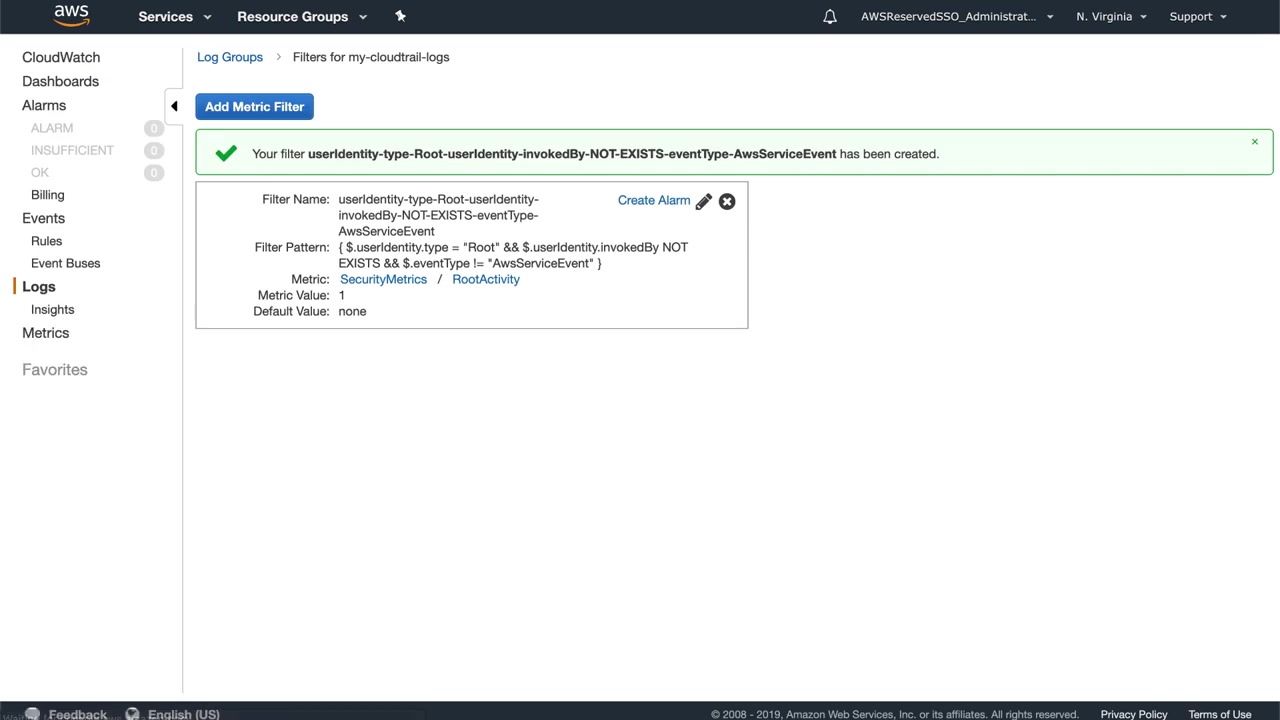 aws
Services
Resource Groups
AWSReservedSSO_Administrat...
N. Virginia
Support
CloudWatch
Dashboards
Alarms
ALARM 0
INSUFFICIENT 0
OK 0
Billing
Events
Rules
Event Buses
Logs
Insights
Metrics
Favorites
Log Groups > Filters for my-cloudtrail-logs
Add Metric Filter
Your filter userIdentity-type-Root-userIdentity-invokedBy-NOT-EXISTS-eventType-AwsServiceEvent has been created.
×
Filter Name: userIdentity-type-Root-userIdentity-
invokedBy-NOT-EXISTS-eventType-
AwsServiceEvent
Create Alarm
Filter Pattern: { $.userIdentity.type = "Root" && $.userIdentity.invokedBy NOT
EXISTS && $.eventType != "AwsServiceEvent" }
Metric: SecurityMetrics / RootActivity
Metric Value: 1
Default Value: none
Feedback
English (US)
© 2008 - 2019, Amazon Web Services, Inc. or its affiliates. All rights reserved.
Privacy Policy
Terms of Use